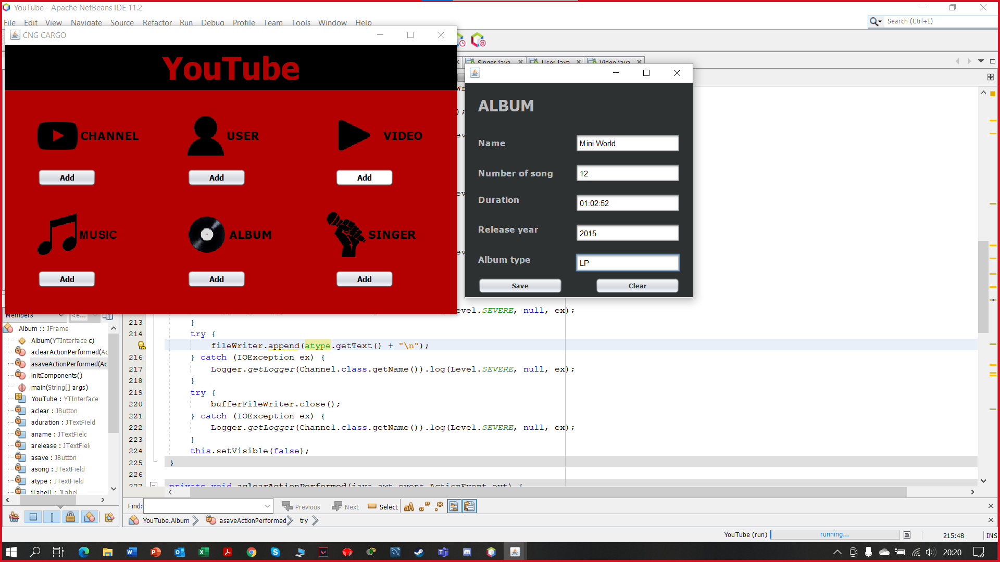 YouTube - Apache NetBeans IDE 11.2
File Edit View Navigate Source Refactor Run Debug Profile Team Tools Window Help
Search (Ctrl+I)
CNG CARGO
YouTube
CHANNEL
USER
VIDEO
Add
Add
Add
MUSIC
ALBUM
SINGER
Add
Add
Add
Singer.java
User.java
Video.java
ALBUM
Name
Mini World
Number of song
12
Duration
01:02:52
Release year
2015
Album type
LP
Save
Clear
Members
<e...
Album :: JFrame
Album(YTInterface c)
aclearActionPerformed(Ac
asaveActionPerformed(Act
initComponents()
main(String[] args)
YouTube : YTInterface
aclear : JButton
aduration : JTextField
aname : JTextField
arelease : JTextField
asave : JButton
asong : JTextField
atype : JTextField
jLabel1 : JLabel
evel.SEVERE, null, ex);
213 }
214 try {
fileWriter.append(atype.getText() + "\n");
216 } catch (IOException ex) {
217 Logger.getLogger(Channel.class.getName()).log(Level.SEVERE, null, ex);
218 }
219 try {
220 bufferFileWriter.close();
221 } catch (IOException ex) {
222 Logger.getLogger(Channel.class.getName()).log(Level.SEVERE, null, ex);
223 }
224 this.setVisible(false);
225 }
226
227 private void aclearActionPerformed(java.awt.event.ActionEvent evt) {
Find:
Previous
Next
Select
YouTube.Album
asaveActionPerformed
try
YouTube (run)
running...
215:48
INS
20:20